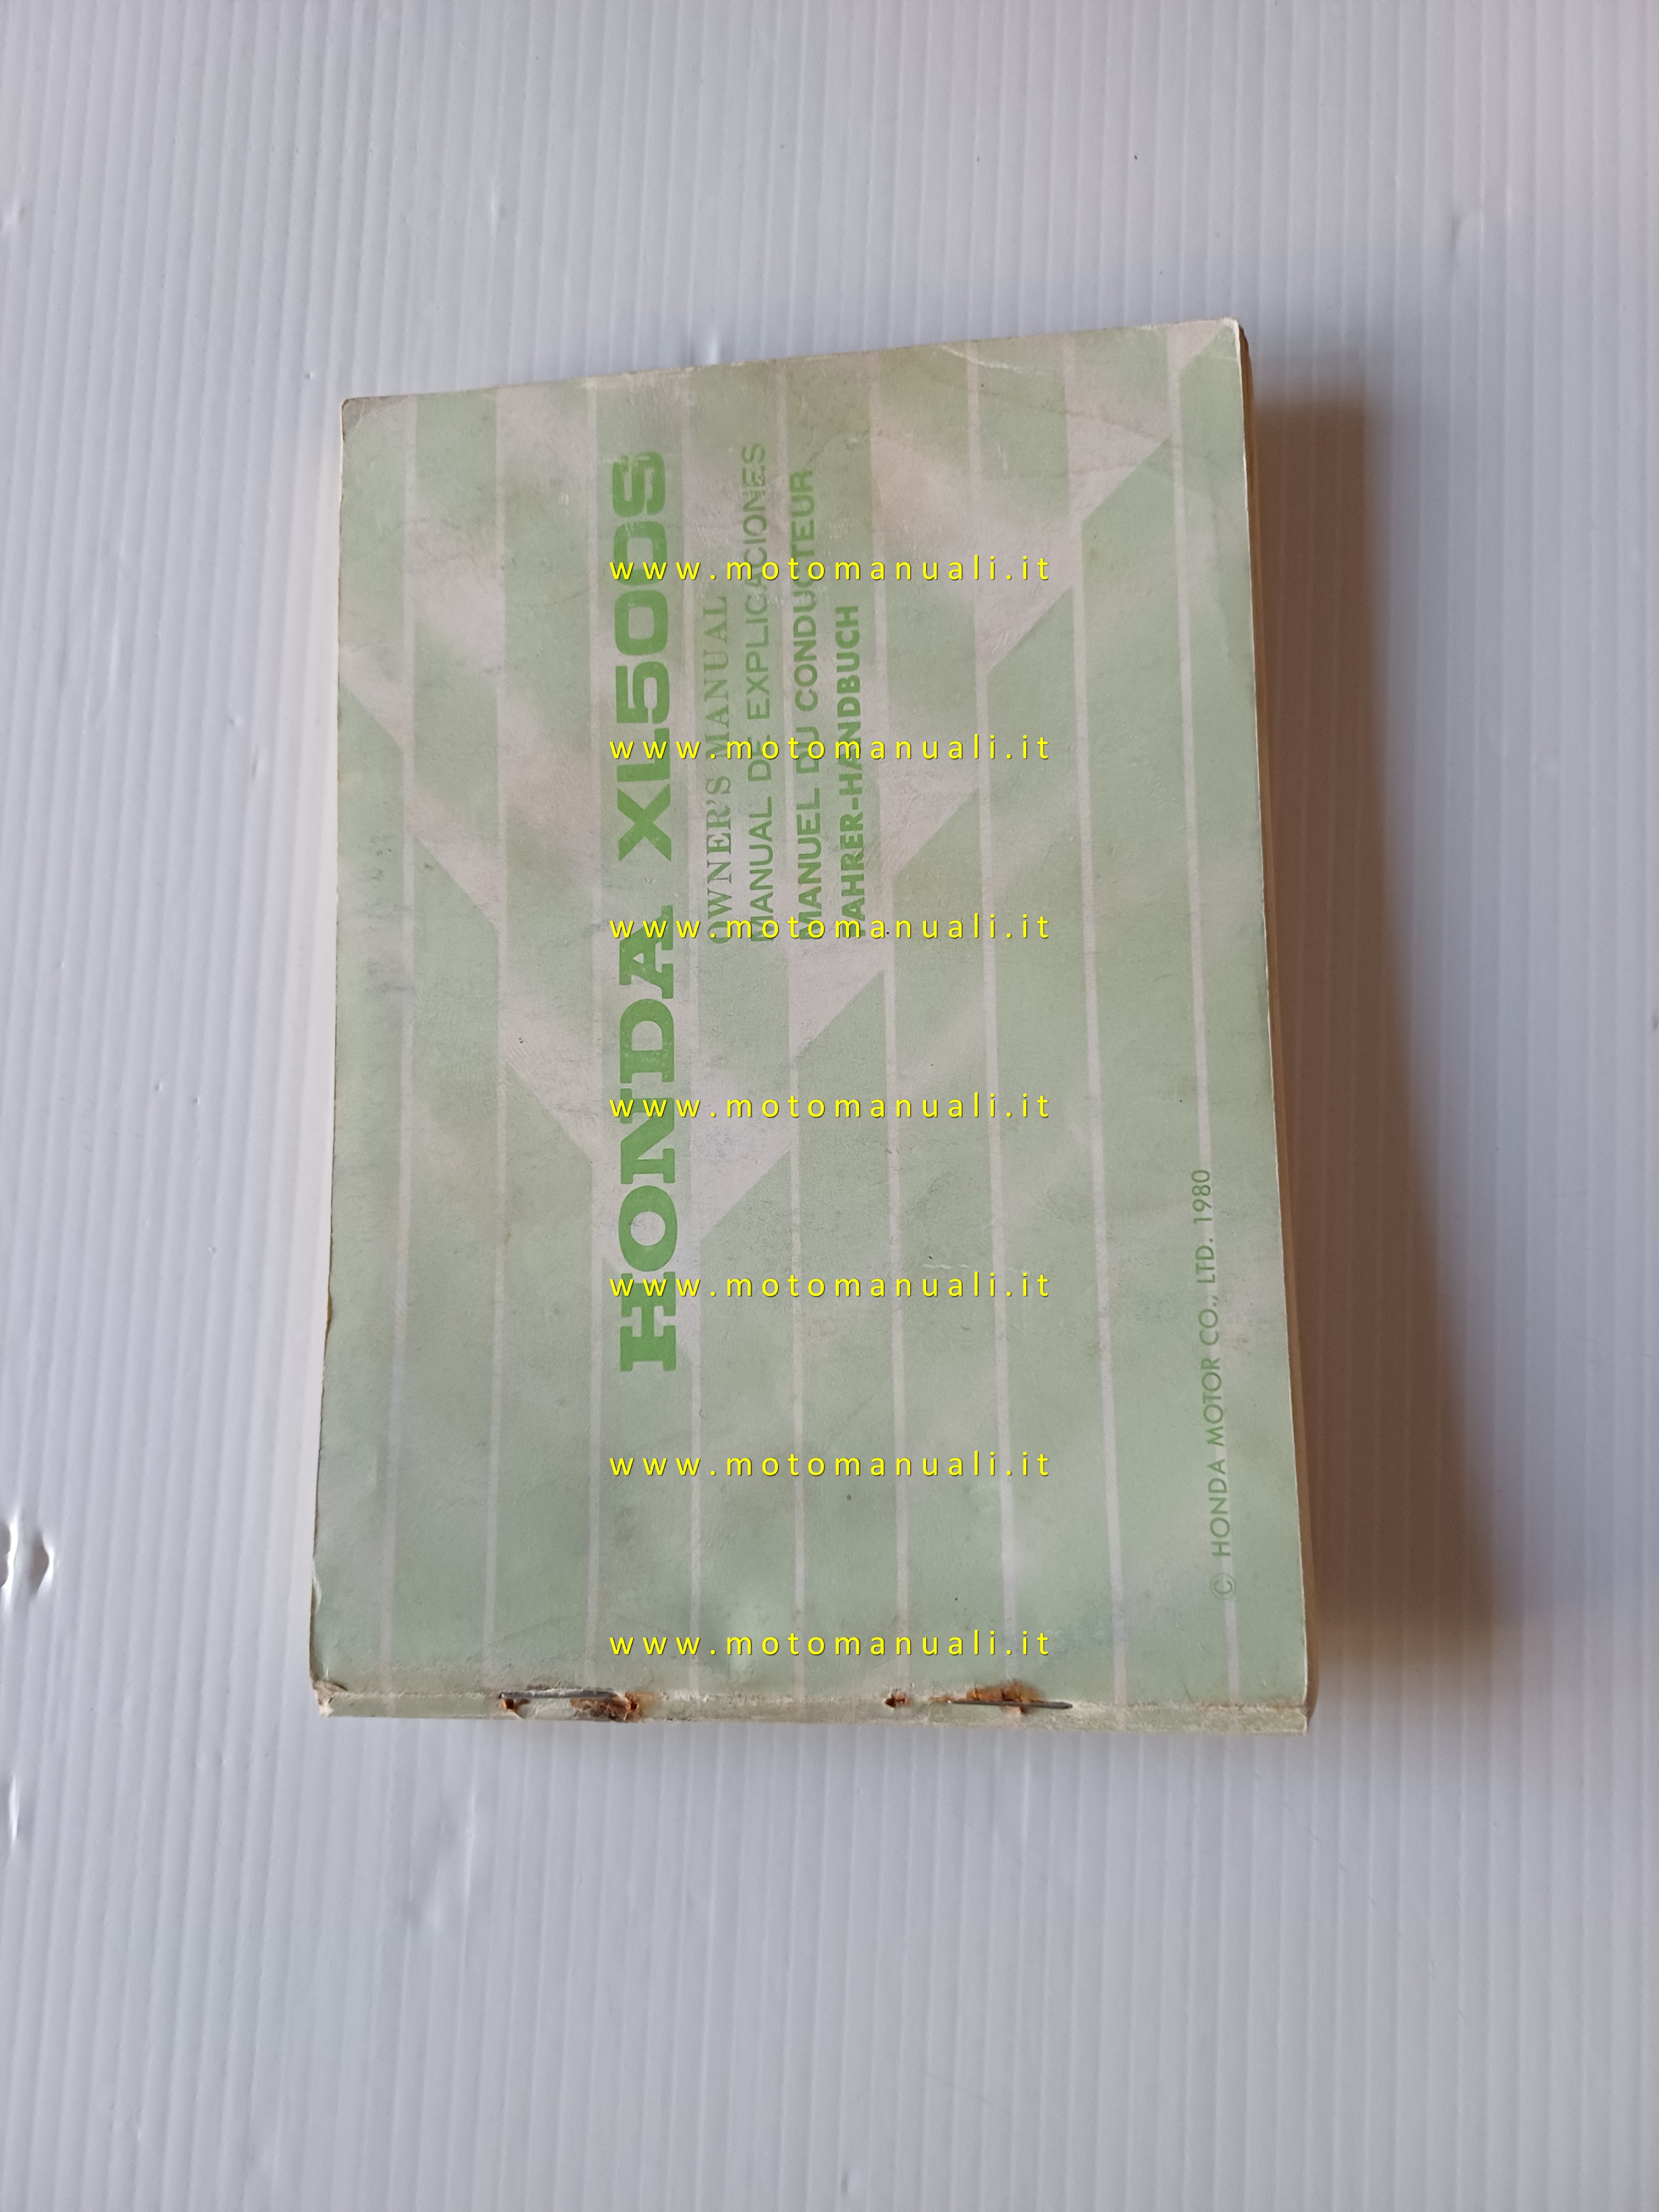 HONDA XL500S
OWNER'S MANUAL
MANUAL DE EXPLICACIONES
MANUEL DU CONDUCTEUR
FAHRER-HANDBUCH
© HONDA MOTOR CO., LTD. 1980
www.motomanuali.it
www.motomanuali.it
www.motomanuali.it
www.motomanuali.it
www.motomanuali.it
www.motomanuali.it
www.motomanuali.it